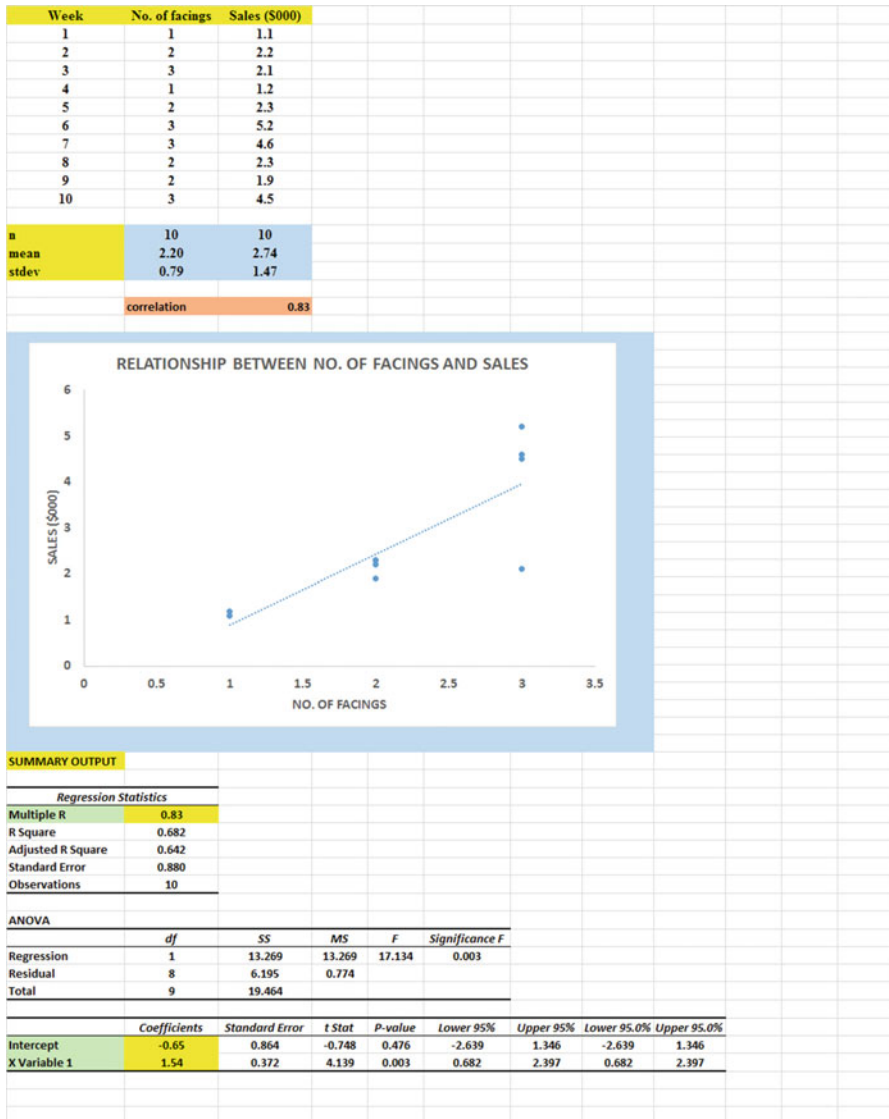 Week No. of facings Sales ($000)
1 1 1.1
2 2 2.2
3 3 2.1
4 1 1.2
5 2 2.3
6 3 5.2
7 3 4.6
8 2 2.3
9 2 1.9
10 3 4.5
n 10 10
mean 2.20 2.74
stdev 0.79 1.47
correlation 0.83
RELATIONSHIP BETWEEN NO. OF FACINGS AND SALES
6
5
4
3
2
1
0
SALES ($000)
0 0.5 1 1.5 2 2.5 3 3.5
NO. OF FACINGS
SUMMARY OUTPUT
Regression Statistics
Multiple R 0.83
R Square 0.682
Adjusted R Square 0.642
Standard Error 0.880
Observations 10
ANOVA
df SS MS F Significance F
Regression 1 13.269 13.269 17.134 0.003
Residual 8 6.195 0.774
Total 9 19.464
Coefficients Standard Error t Stat P-value Lower 95% Upper 95% Lower 95.0% Upper 95.0%
Intercept -0.65 0.864 -0.748 0.476 -2.639 1.346 -2.639 1.346
X Variable 1 1.54 0.372 4.139 0.003 0.682 2.397 0.682 2.397